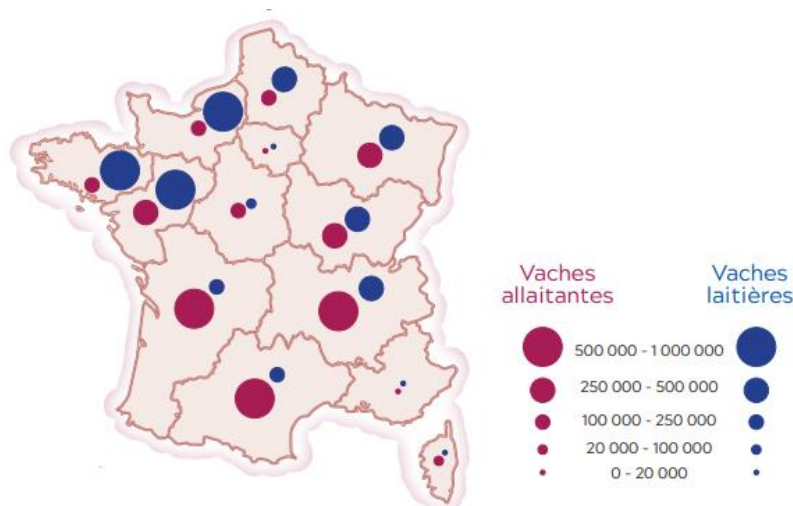 Vaches
allaitantes
Vaches
laitières
500 000 - 1 000 000
250 000 - 500 000
100 000 - 250 000
20 000 - 100 000
0 - 20 000